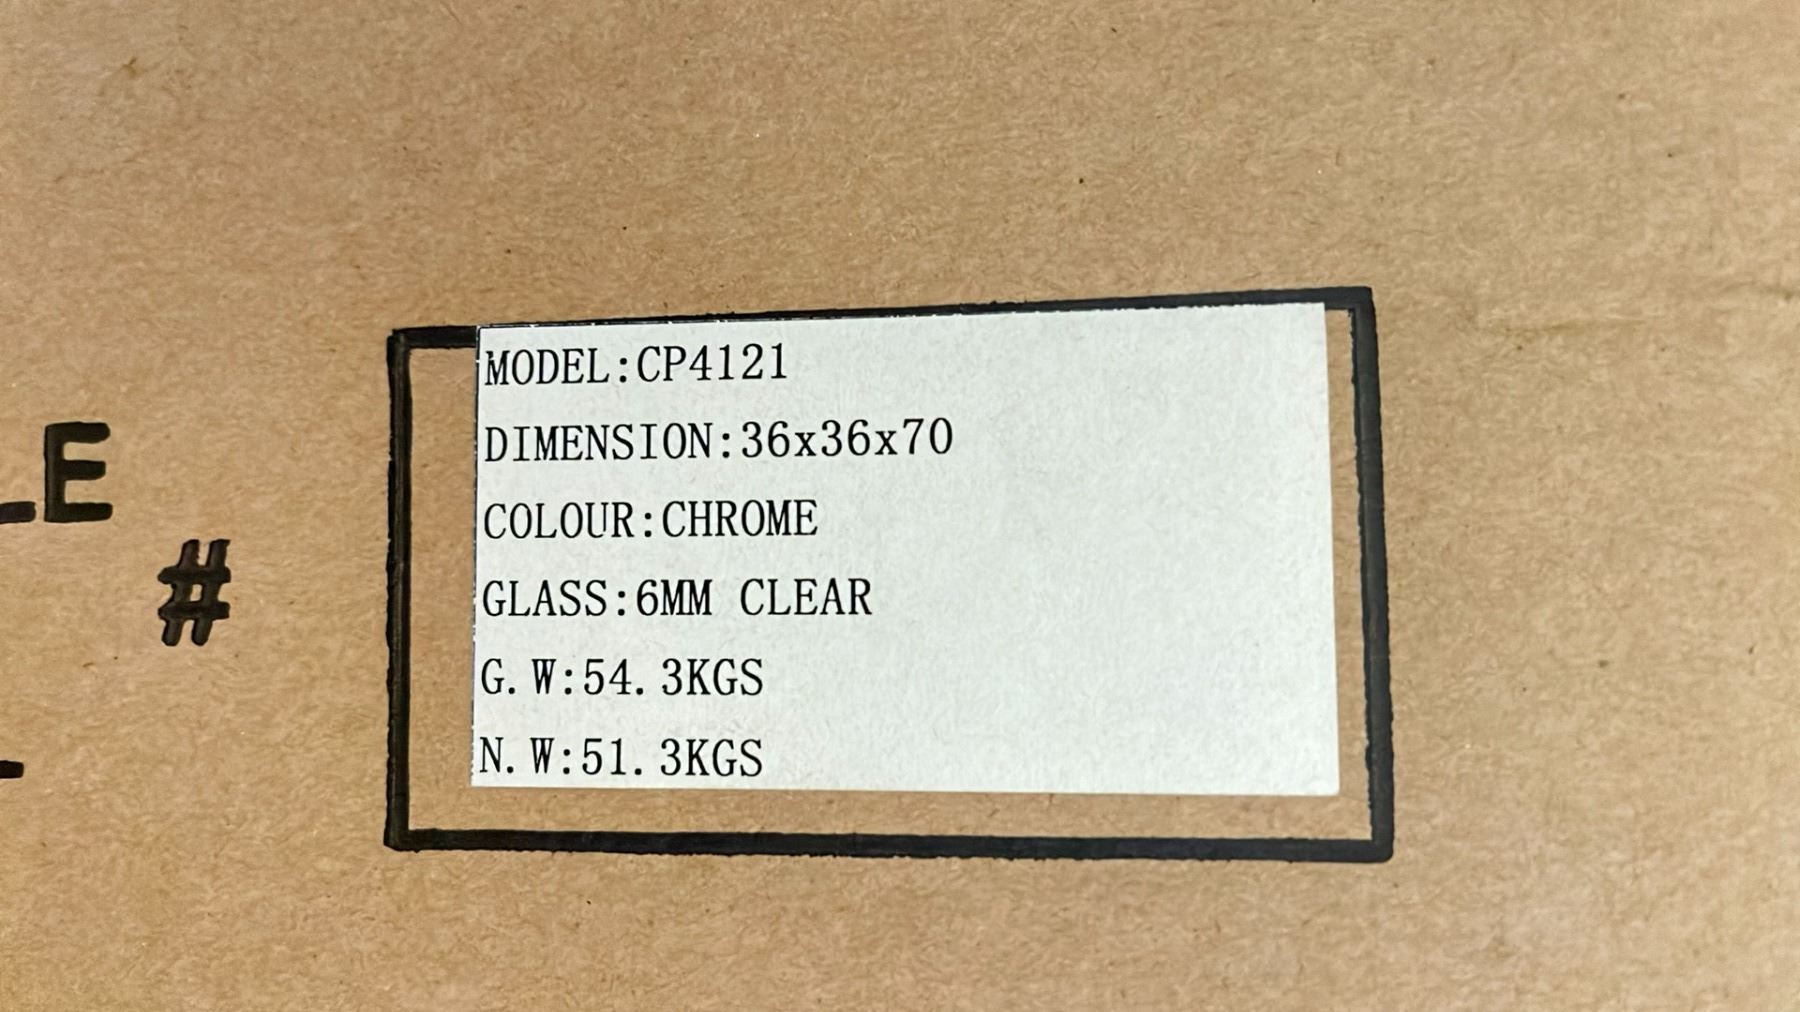 MODEL:CP4121
DIMENSION:36x36x70
COLOUR:CHROME
GLASS:6MM CLEAR
G.W:54.3KGS
N.W:51.3KGS
#